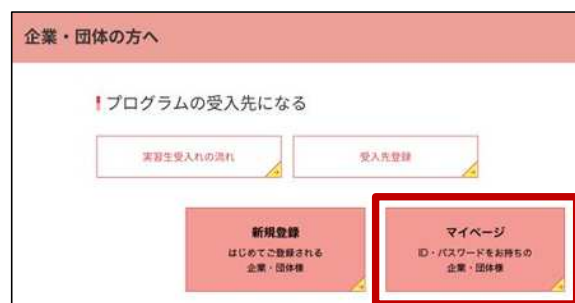 企業・団体の方へ
プログラムの受入先になる
実習生受入れの流れ
受入先登録
新規登録
はじめてご登録される
企業・団体様
マイページ
ID・パスワードをお持ちの
企業・団体様